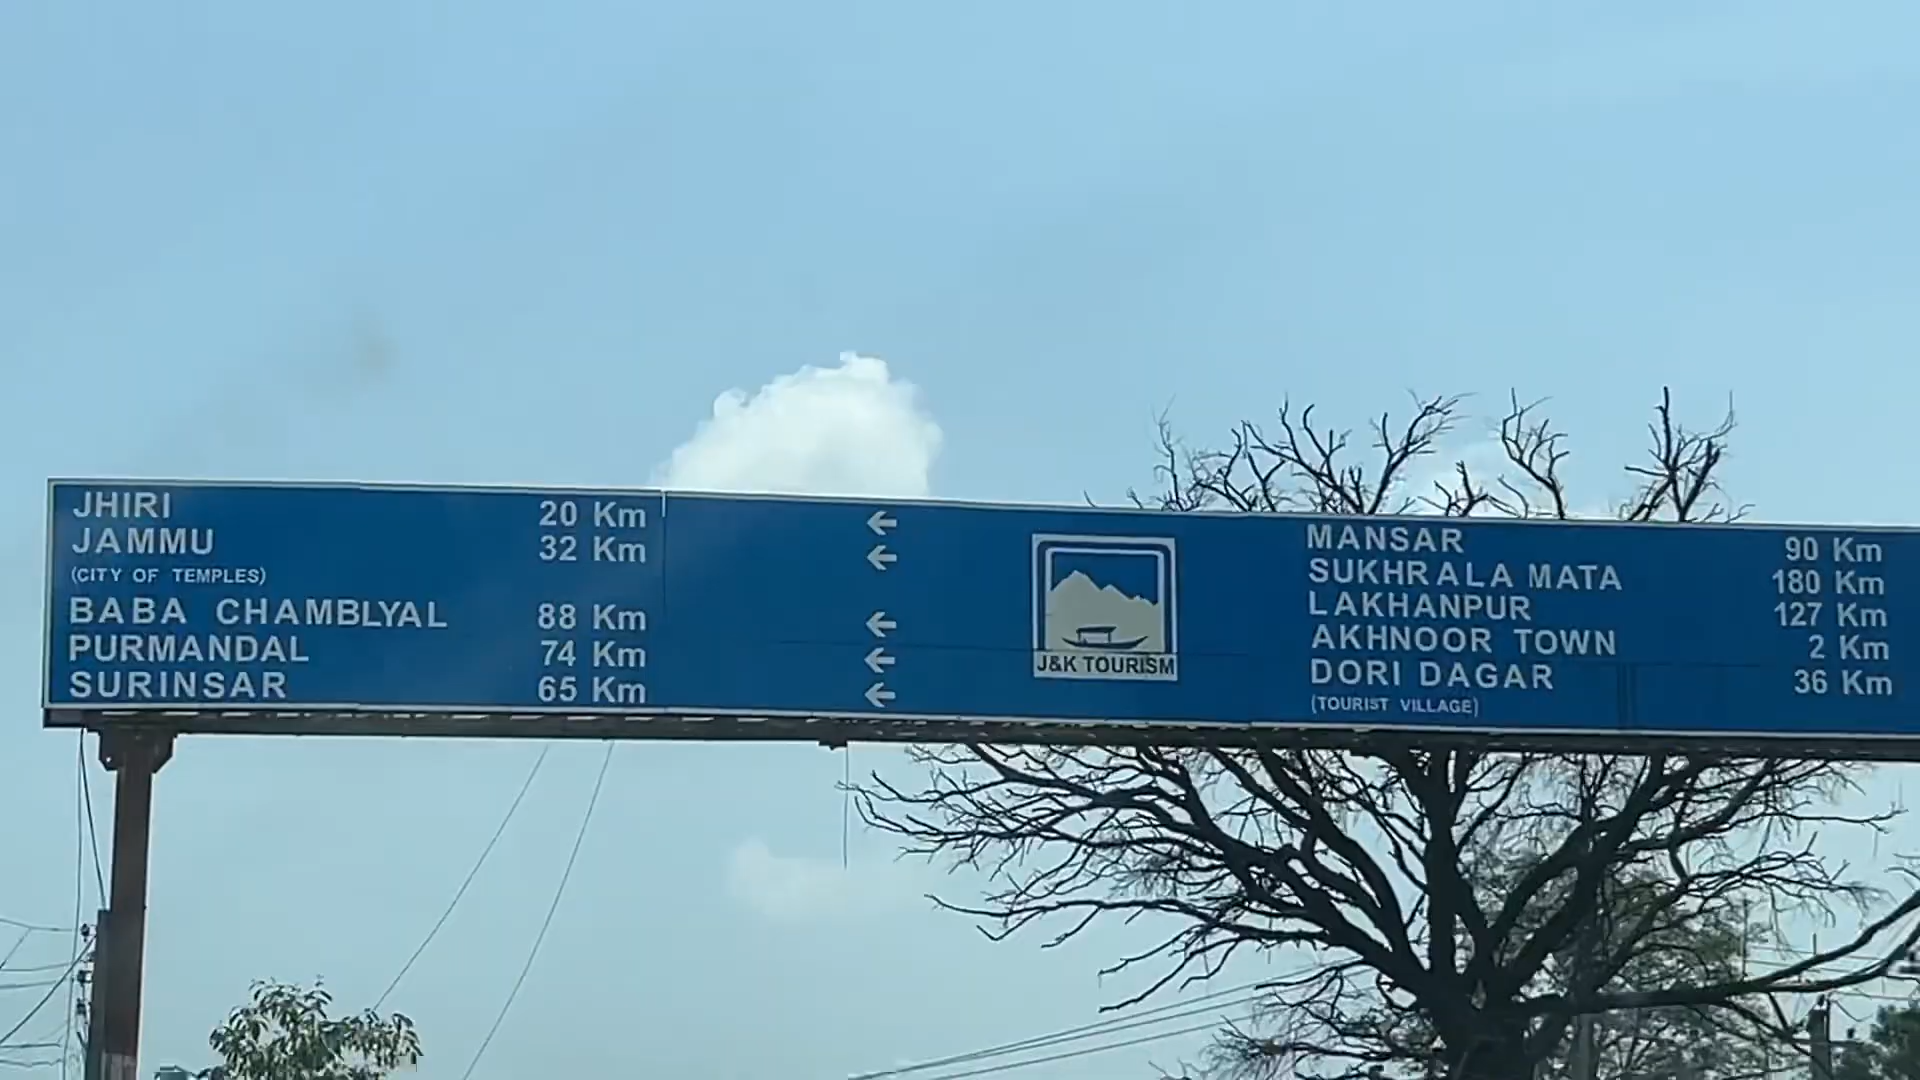 JHIRI 20 Km ←
JAMMU 32 Km ←
(CITY OF TEMPLES)
BABA CHAMBLYAL 88 Km ←
PURMANDAL 74 Km ←
SURINSAR 65 Km ←
J&K TOURISM
MANSAR 90 Km
SUKHRALA MATA 180 Km
LAKHANPUR 127 Km
AKHNOOR TOWN 2 Km
DORI DAGAR 36 Km
(TOURIST VILLAGE)